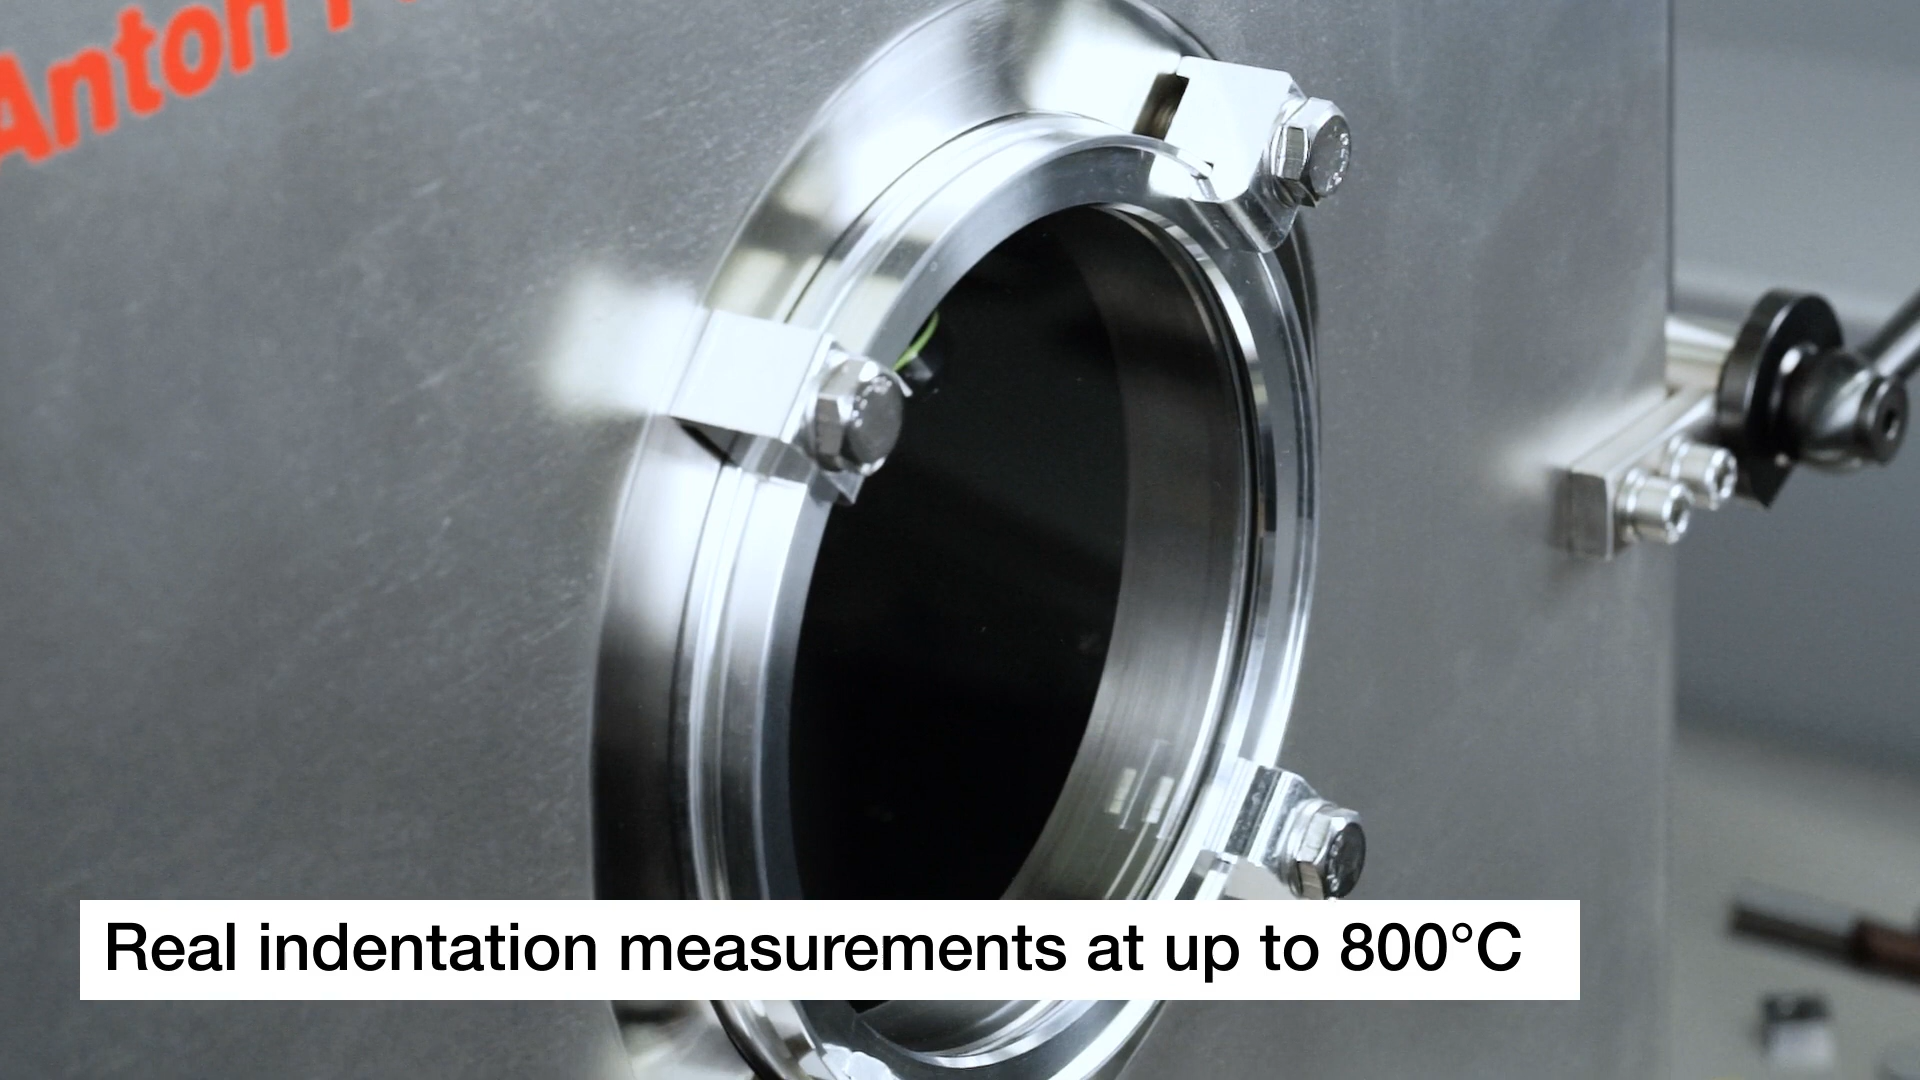 Anton
Real indentation measurements at up to 800°C